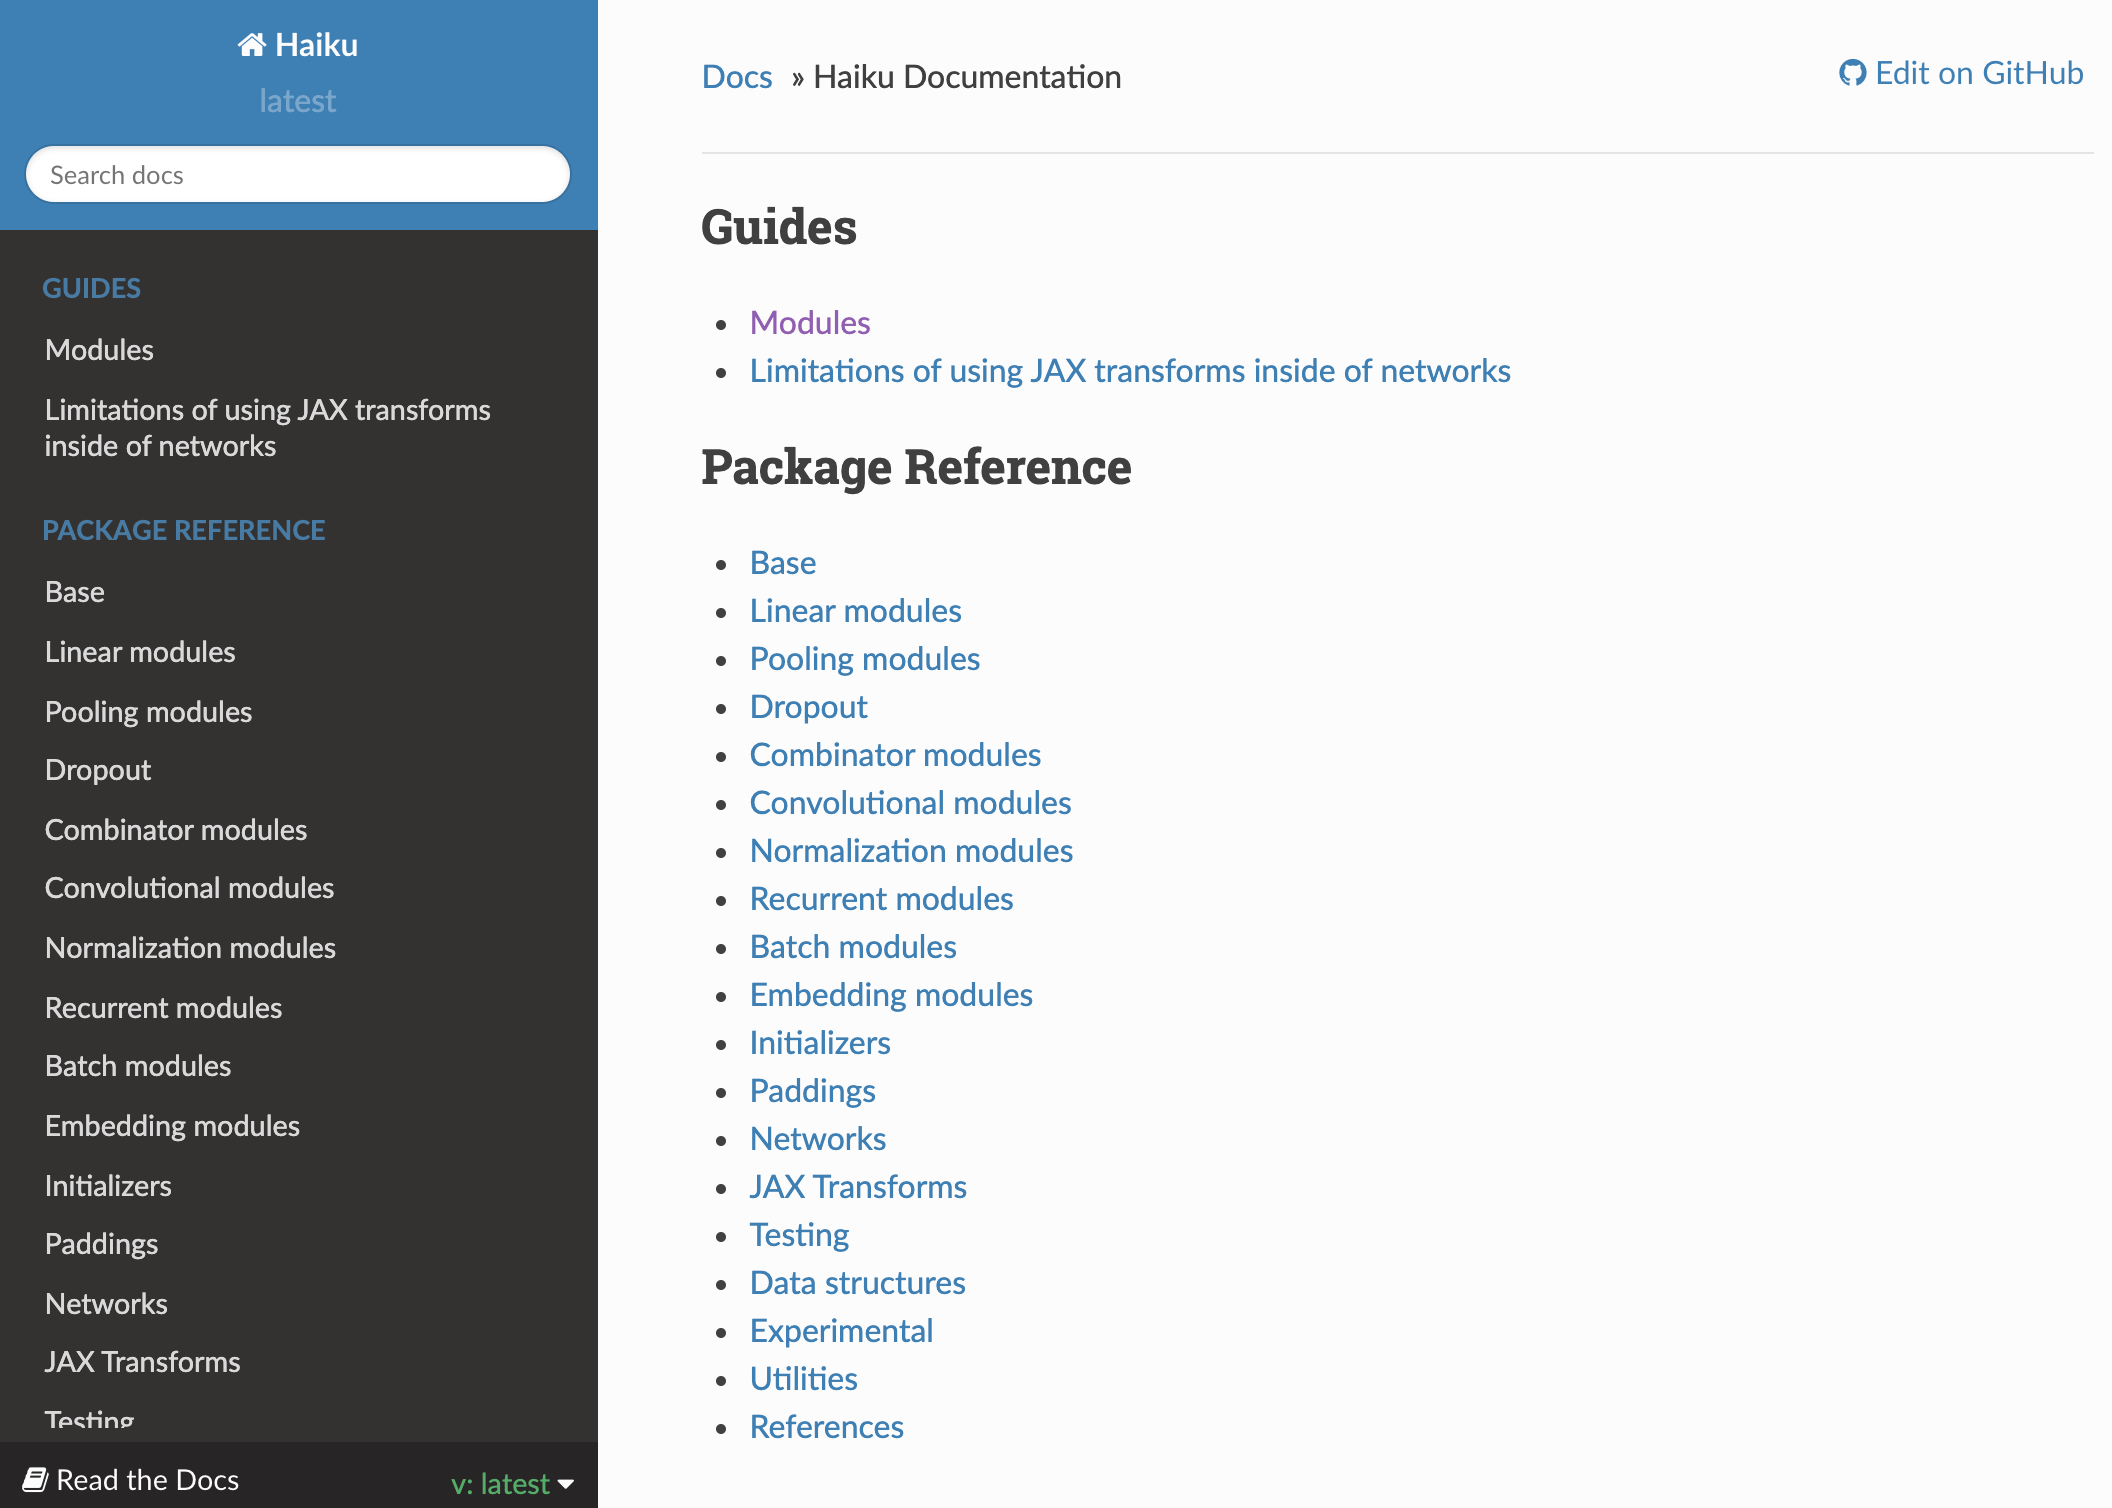 Haiku
latest
Search docs
GUIDES
Modules
Limitations of using JAX transforms
inside of networks
PACKAGE REFERENCE
Base
Linear modules
Pooling modules
Dropout
Combinator modules
Convolutional modules
Normalization modules
Recurrent modules
Batch modules
Embedding modules
Initializers
Paddings
Networks
JAX Transforms
Testing
Read the Docs
v: latest
Docs » Haiku Documentation
Edit on GitHub
Guides
Modules
Limitations of using JAX transforms inside of networks
Package Reference
Base
Linear modules
Pooling modules
Dropout
Combinator modules
Convolutional modules
Normalization modules
Recurrent modules
Batch modules
Embedding modules
Initializers
Paddings
Networks
JAX Transforms
Testing
Data structures
Experimental
Utilities
References